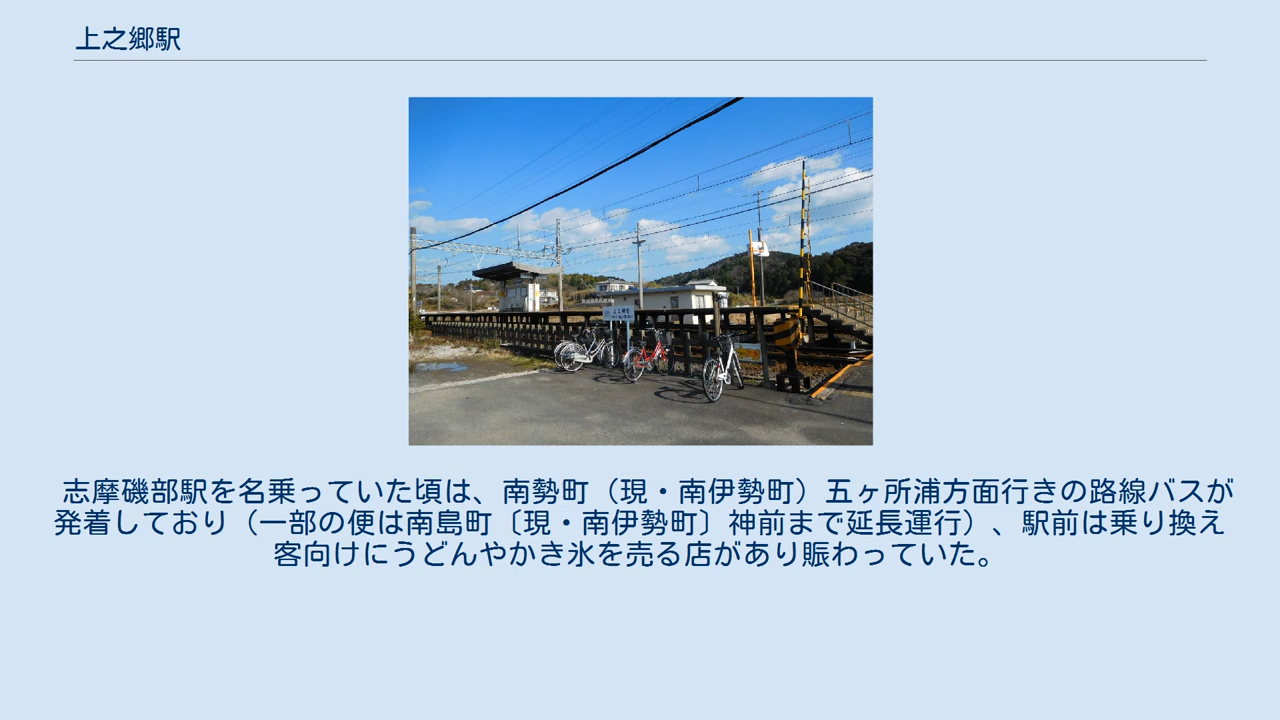 上之郷駅
志摩磯部駅を名乗っていた頃は、南勢町（現・南伊勢町）五ヶ所浦方面行きの路線バスが
発着しており（一部の便は南島町〔現・南伊勢町〕神前まで延長運行）、駅前は乗り換え
客向けにうどんやかき氷を売る店があり賑わっていた。